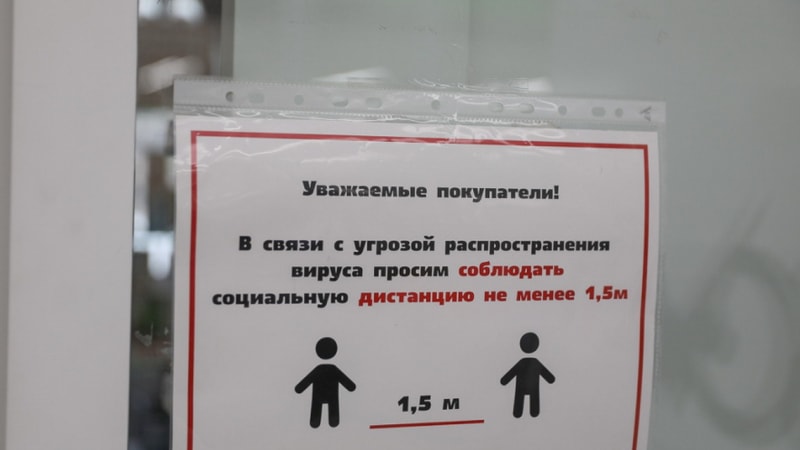 Уважаемые покупатели!
В связи с угрозой распространения
вируса просим соблюдать
социальную дистанцию не менее 1,5м
1,5 м